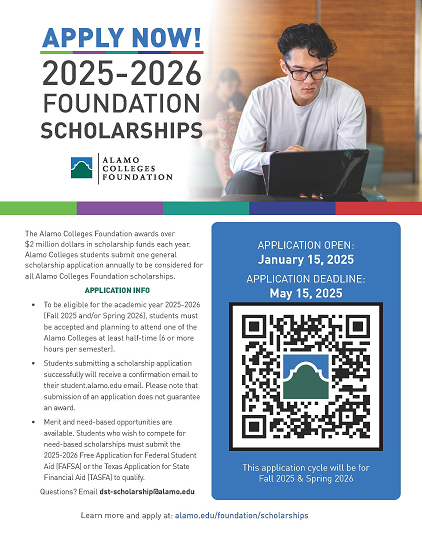 APPLY NOW!
2025-2026
FOUNDATION
SCHOLARSHIPS
ALAMO
COLLEGES
FOUNDATION
The Alamo Colleges Foundation awards over
$2 million dollars in scholarship funds each year.
Alamo Colleges students submit one general
scholarship application annually to be considered for
all Alamo Colleges Foundation scholarships.
APPLICATION INFO
• To be eligible for the academic year 2025-2026
(Fall 2025 and/or Spring 2026), students must
be accepted and planning to attend one of the
Alamo Colleges at least half-time (6 or more
hours per semester).
• Students submitting a scholarship application
successfully will receive a confirmation email to
their student.alamo.edu email. Please note that
submission of an application does not guarantee
an award.
• Merit and need-based opportunities are
available, Students who wish to compete for
need-based scholarships must submit the
2025-2026 Free Application for Federal Student
Aid (FAFSA) or the Texas Application for State
Financial Aid (TASFA) to qualify.
Questions? Email dst-scholarship@alamo.edu
APPLICATION OPEN:
January 15, 2025
APPLICATION DEADLINE:
May 15, 2025
This application cycle will be for
Fall 2025 & Spring 2026
Learn more and apply at: alamo.edu/foundation/scholarships